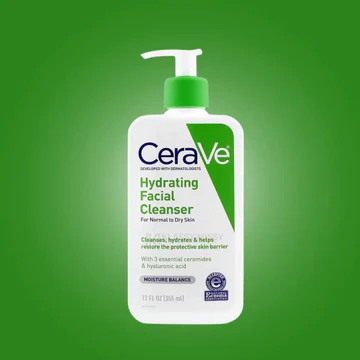 CeraVe
DEVELOPED WITH DERMATOLOGISTS
Hydrating
Facial
Cleanser
For Normal to Dry Skin
Cleanses, hydrates & helps
restore the protective skin barrier
With 3 essential ceramides
& hyaluronic acid
MOISTURE BALANCE
12 FL OZ (355 mL)
e
Eczema